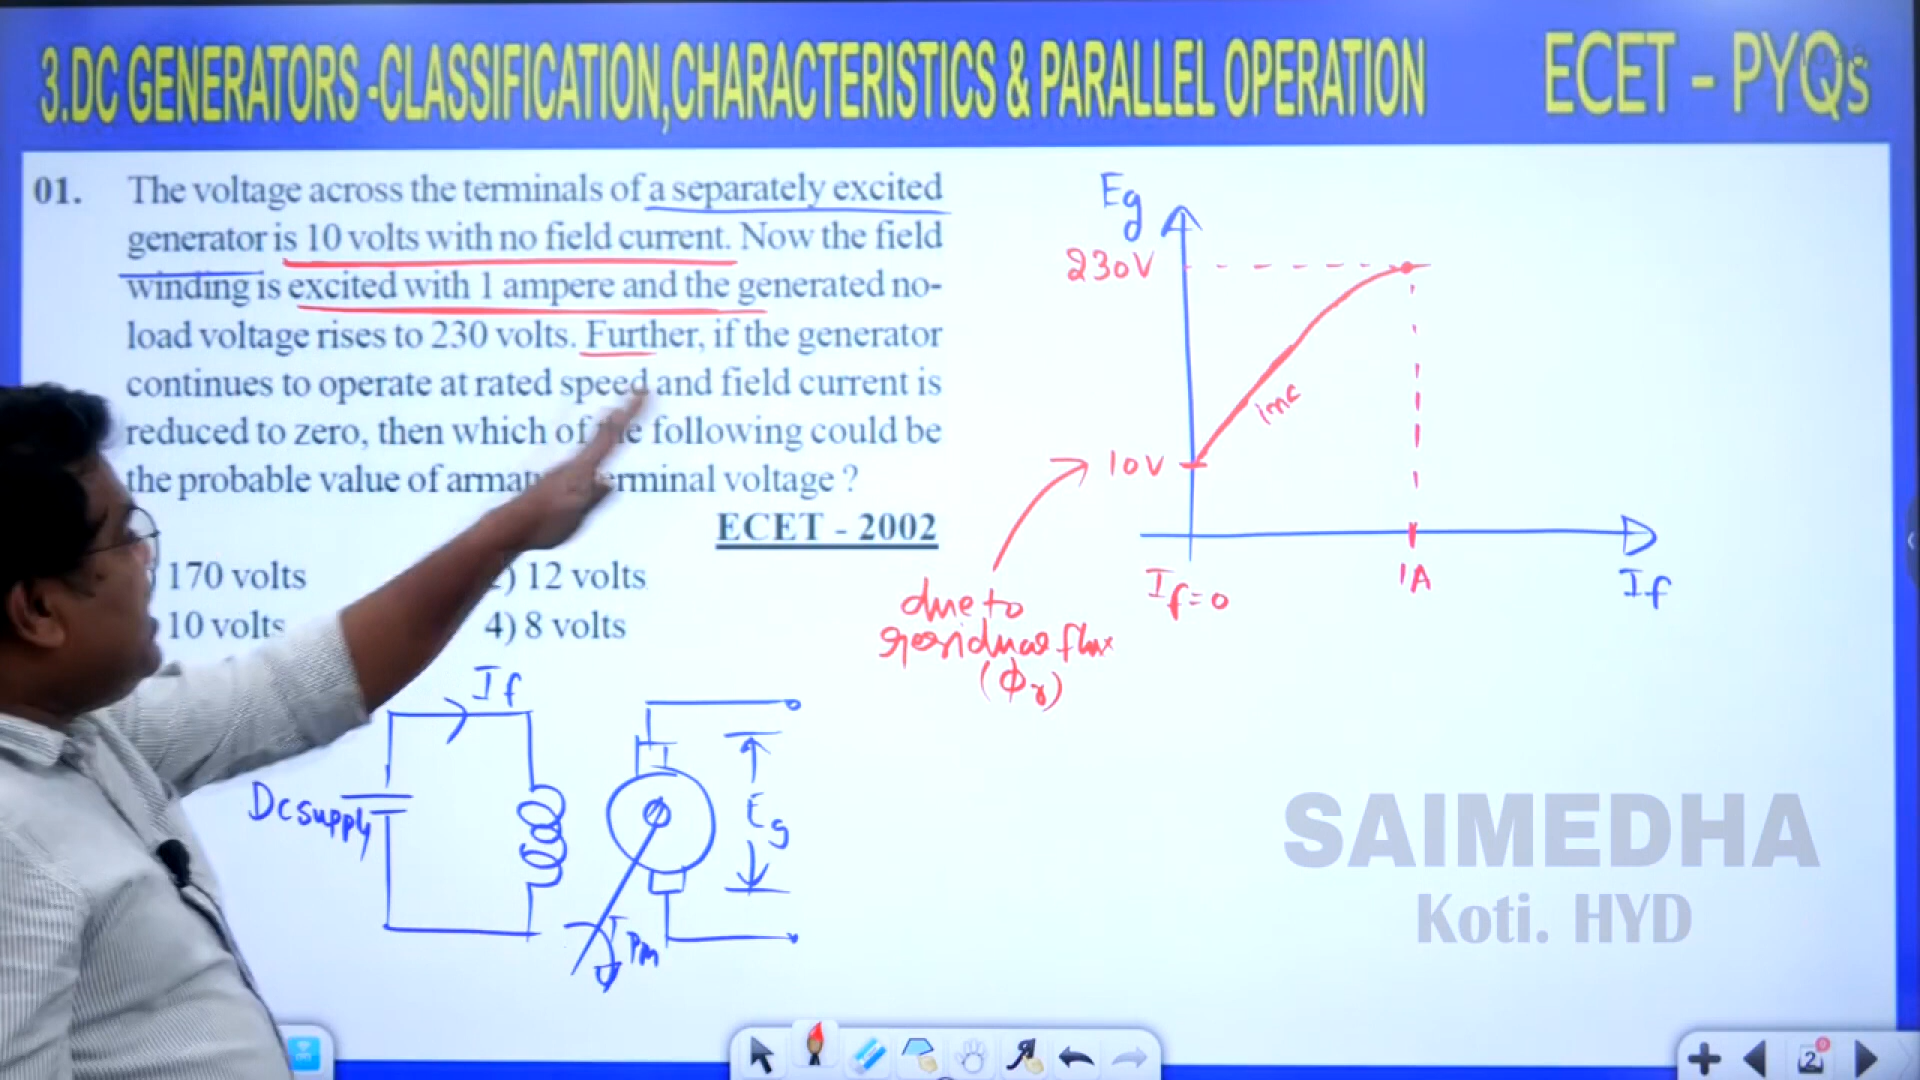 3.DC GENERATORS -CLASSIFICATION,CHARACTERISTICS & PARALLEL OPERATION
ECET – PYQs
01. The voltage across the terminals of a separately excited
generator is 10 volts with no field current. Now the field
winding is excited with 1 ampere and the generated no-
load voltage rises to 230 volts. Further, if the generator
continues to operate at rated speed and field current is
reduced to zero, then which of the following could be
the probable value of terminal voltage ?
ECET - 2002
170 volts ) 12 volts
10 volts 4) 8 volts
Eg
230V
10V
imc
If=0
1A
If
due to
residual flux
(Φr)
If
Dc supply
Eg
PM
SAIMEDHA
Koti. HYD
2